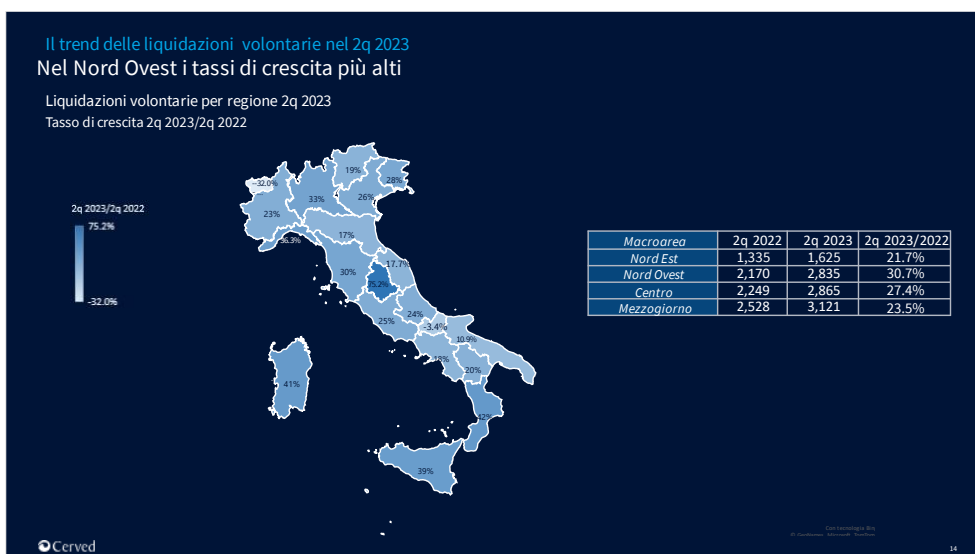 Il trend delle liquidazioni volontarie nel 2q 2023
Nel Nord Ovest i tassi di crescita più alti
Liquidazioni volontarie per regione 2q 2023
Tasso di crescita 2q 2023/2q 2022
2q 2023/2q 2022
75.2%
-32.0%
19%
28%
--32.0%
33%
26%
23%
17%
36.3%
17.7%
30%
24%
25%
-3.4%
10.9%
18%
20%
41%
39%
Macroarea 2q 2022 2q 2023 2q 2023/2022
Nord Est 1,335 1,625 21.7%
Nord Ovest 2,170 2,835 30.7%
Centro 2,249 2,865 27.4%
Mezzogiorno 2,528 3,121 23.5%
Con tecnologia Bin
Cerved
14